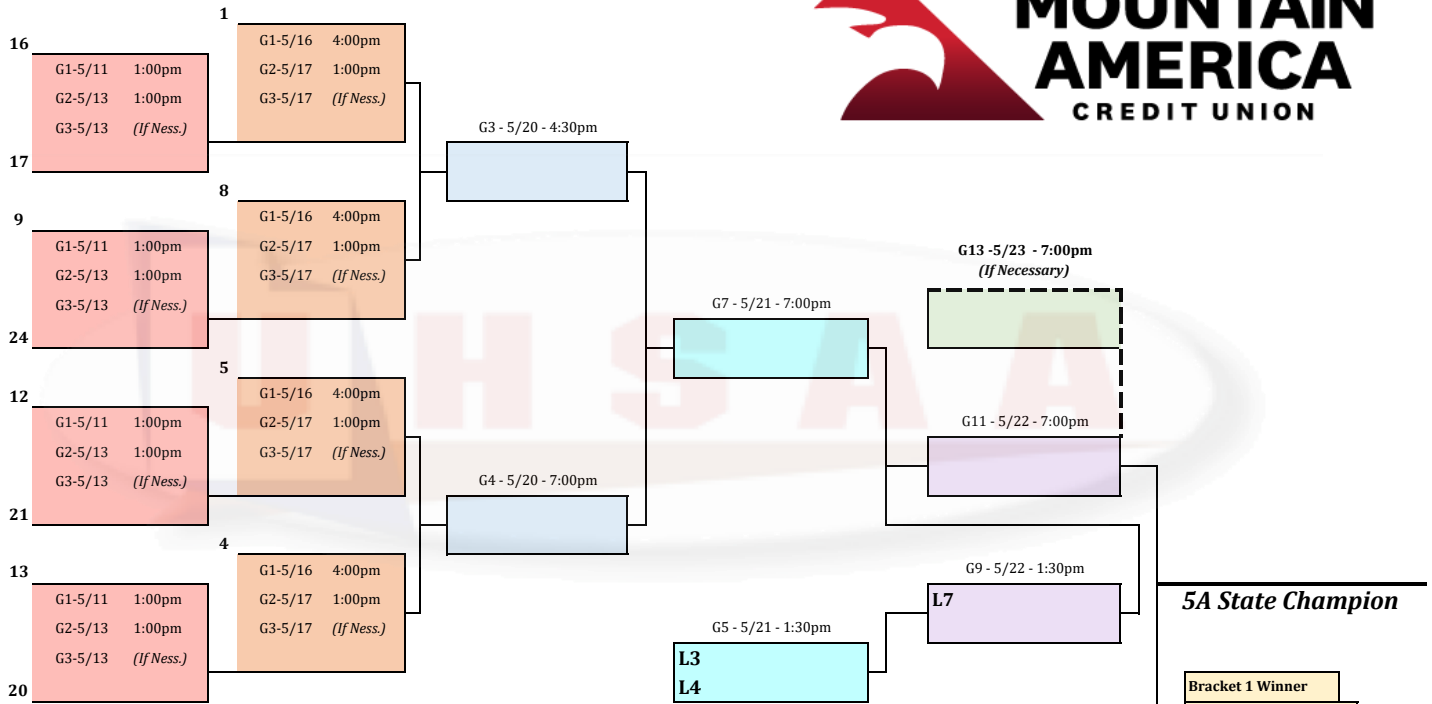 MOUNTAIN
AMERICA
CREDIT UNION
1
G1-5/16 4:00pm
G2-5/17 1:00pm
G3-5/17 (If Ness.)
16
G1-5/11 1:00pm
G2-5/13 1:00pm
G3-5/13 (If Ness.)
17
G3 - 5/20 - 4:30pm
8
G1-5/16 4:00pm
G2-5/17 1:00pm
G3-5/17 (If Ness.)
9
G1-5/11 1:00pm
G2-5/13 1:00pm
G3-5/13 (If Ness.)
24
G13 -5/23 - 7:00pm
(If Necessary)
G7 - 5/21 - 7:00pm
UHSAA
5
G1-5/16 4:00pm
G2-5/17 1:00pm
G3-5/17 (If Ness.)
12
G1-5/11 1:00pm
G2-5/13 1:00pm
G3-5/13 (If Ness.)
21
G11 - 5/22 - 7:00pm
G4 - 5/20 - 7:00pm
4
G1-5/16 4:00pm
G2-5/17 1:00pm
G3-5/17 (If Ness.)
13
G1-5/11 1:00pm
G2-5/13 1:00pm
G3-5/13 (If Ness.)
20
G9 - 5/22 - 1:30pm
L7
5A State Champion
G5 - 5/21 - 1:30pm
L3
L4
Bracket 1 Winner